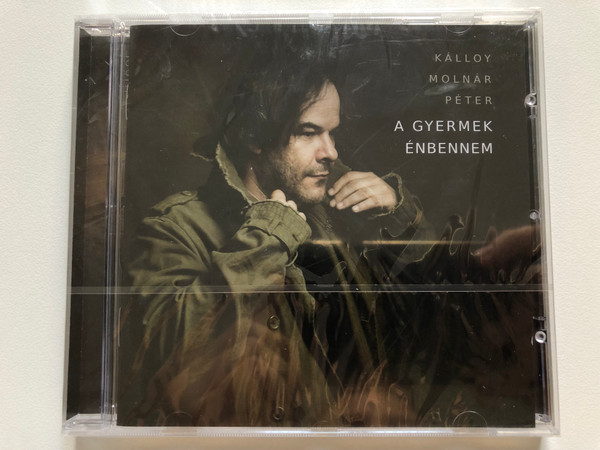 KÁLLOY
MOLNÁR
PÉTER
A GYERMEK
ÉNBENNEM